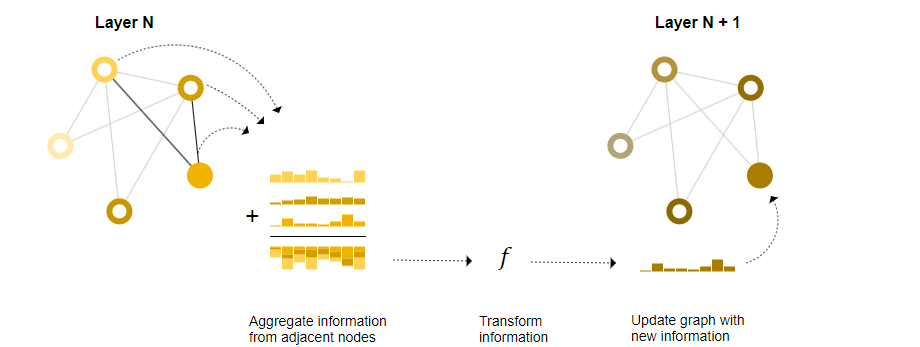 Layer N
Layer N + 1
+
f
Aggregate information
from adjacent nodes
Transform
information
Update graph with
new information